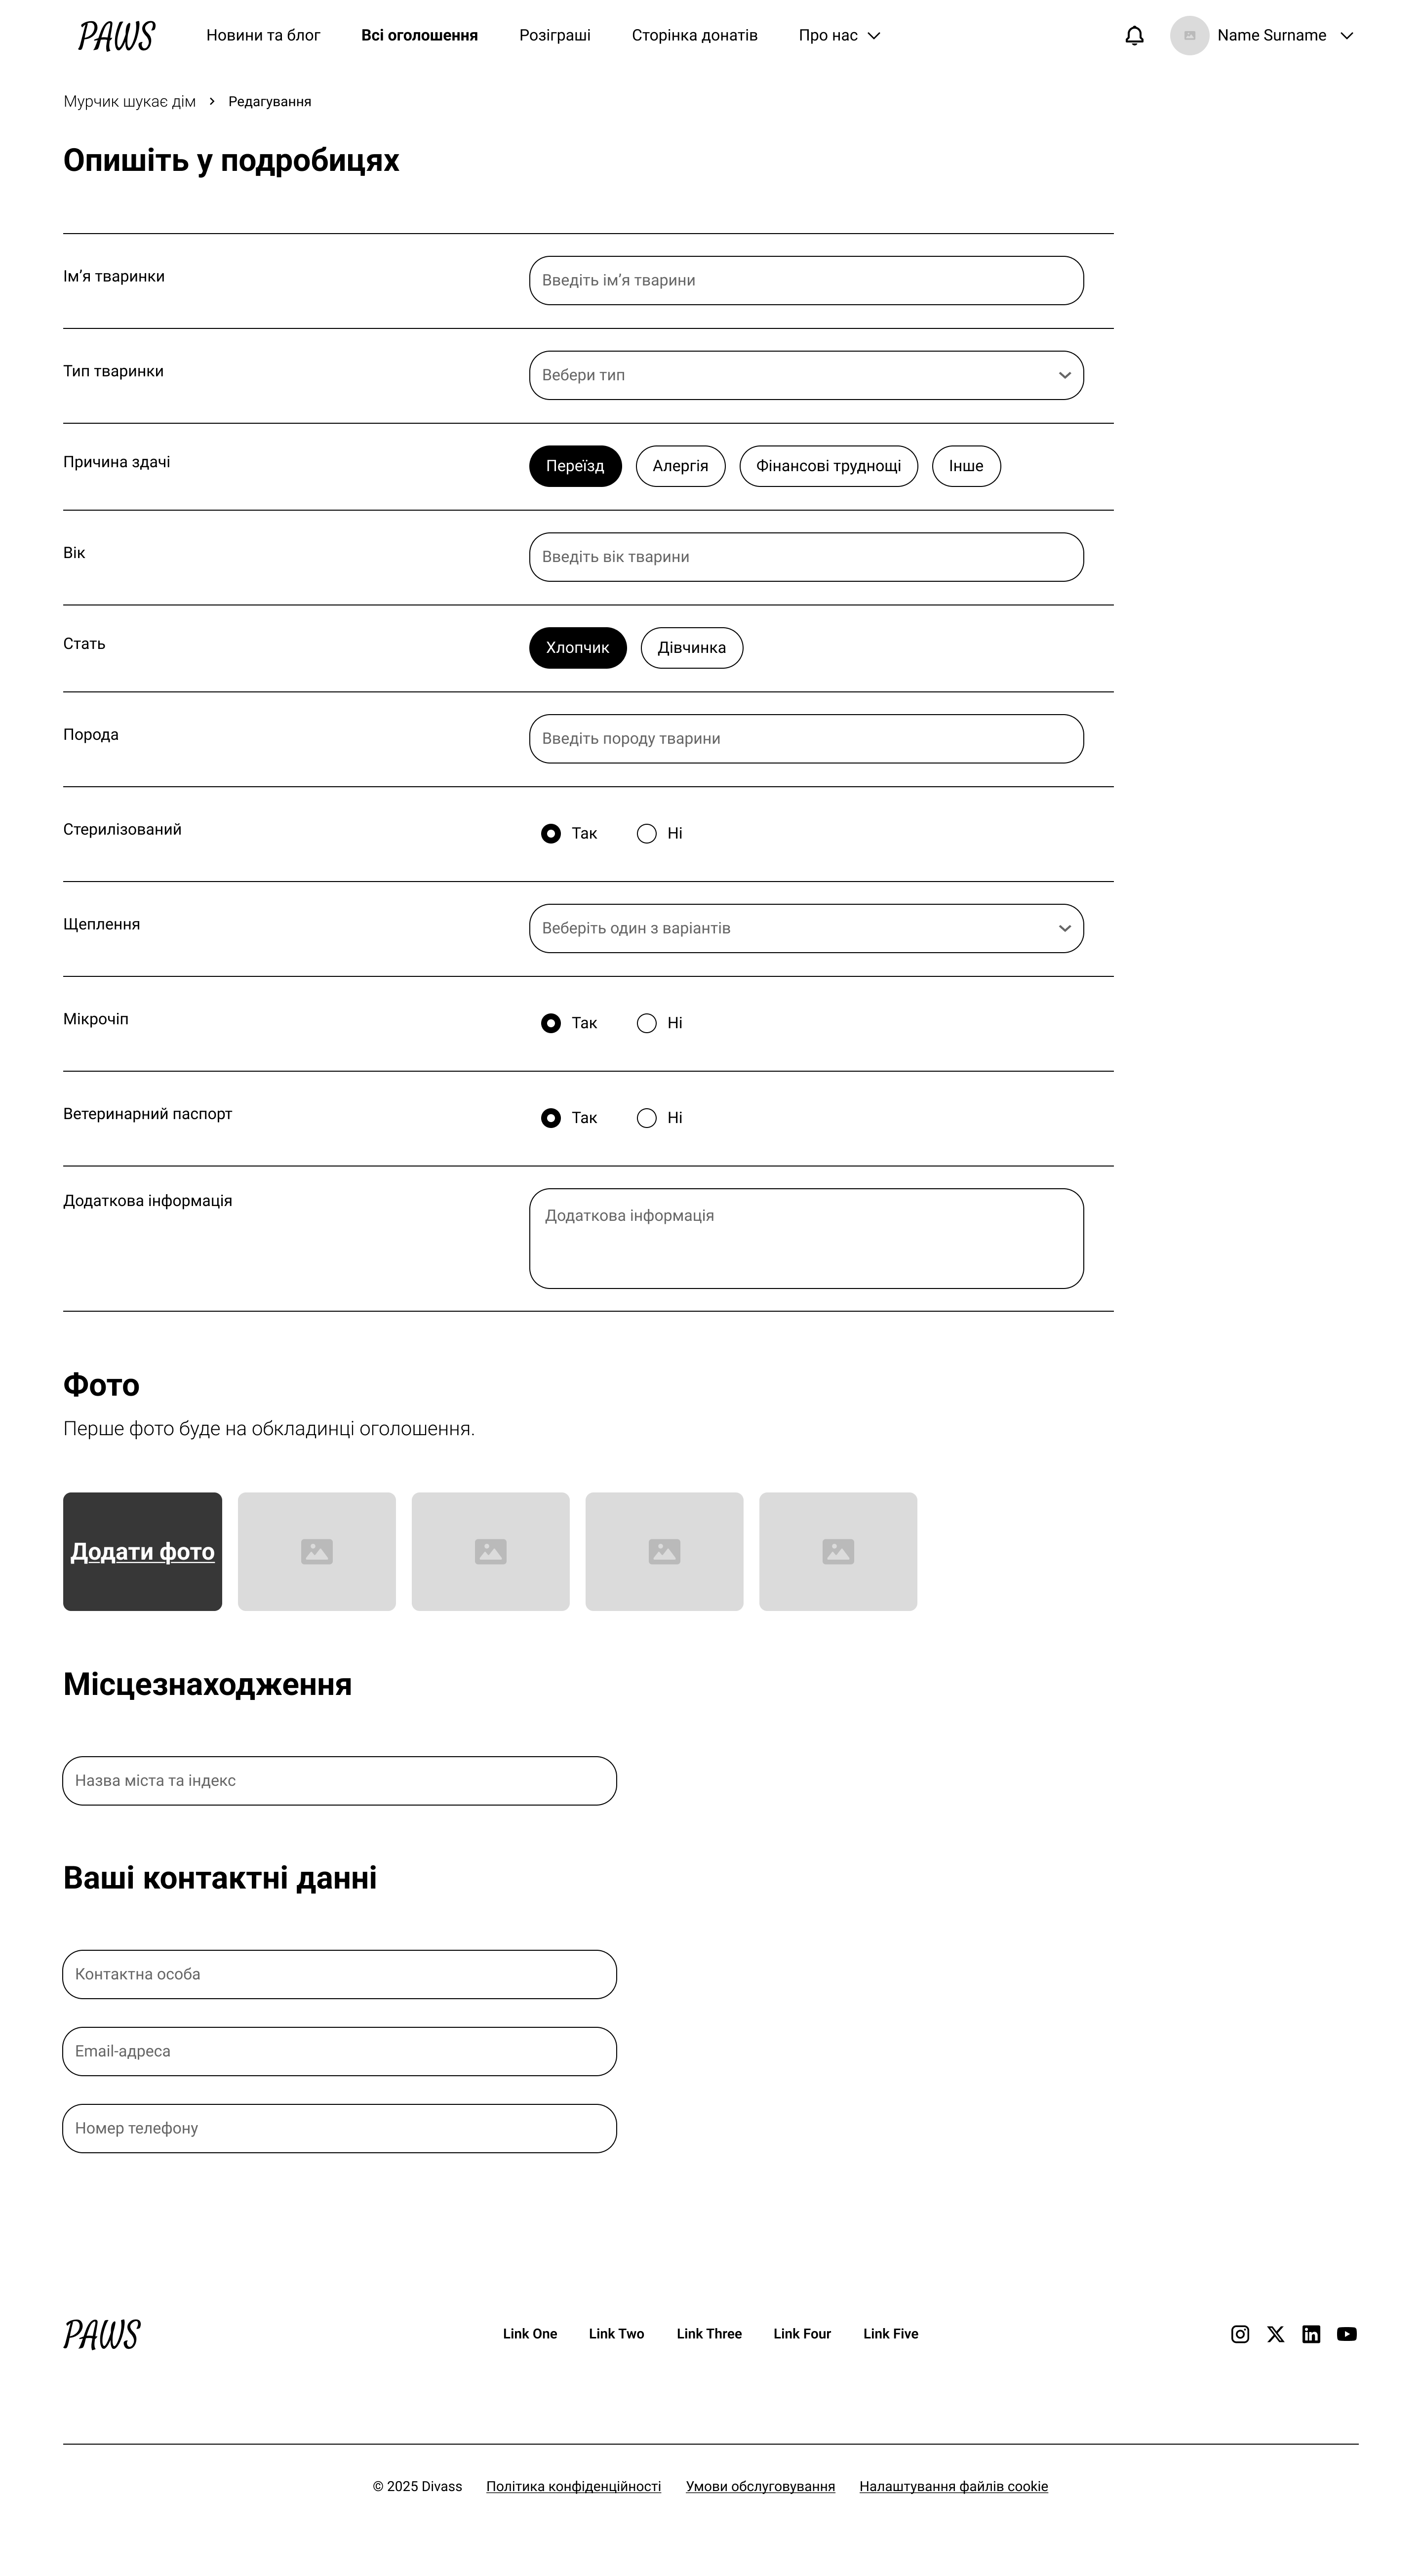 PAWS
Новини та блог
Всі оголошення
Розіграші
Сторінка донатів
Про нас
Name Surname
Мурчик шукає дім
Редагування
Опишіть у подробицях
Ім’я тваринки
Введіть ім’я тварини
Тип тваринки
Вебери тип
Причина здачі
Переїзд
Алергія
Фінансові труднощі
Інше
Вік
Введіть вік тварини
Стать
Хлопчик
Дівчинка
Порода
Введіть породу тварини
Стерилізований
Так
Ні
Щеплення
Веберіть один з варіантів
Мікрочіп
Так
Ні
Ветеринарний паспорт
Так
Ні
Додаткова інформація
Додаткова інформація
Фото
Перше фото буде на обкладинці оголошення.
Додати фото
Місцезнаходження
Назва міста та індекс
Ваші контактні данні
Контактна особа
Email-адреса
Номер телефону
PAWS
Link One
Link Two
Link Three
Link Four
Link Five
© 2025 Divass
Політика конфіденційності
Умови обслуговування
Налаштування файлів cookie